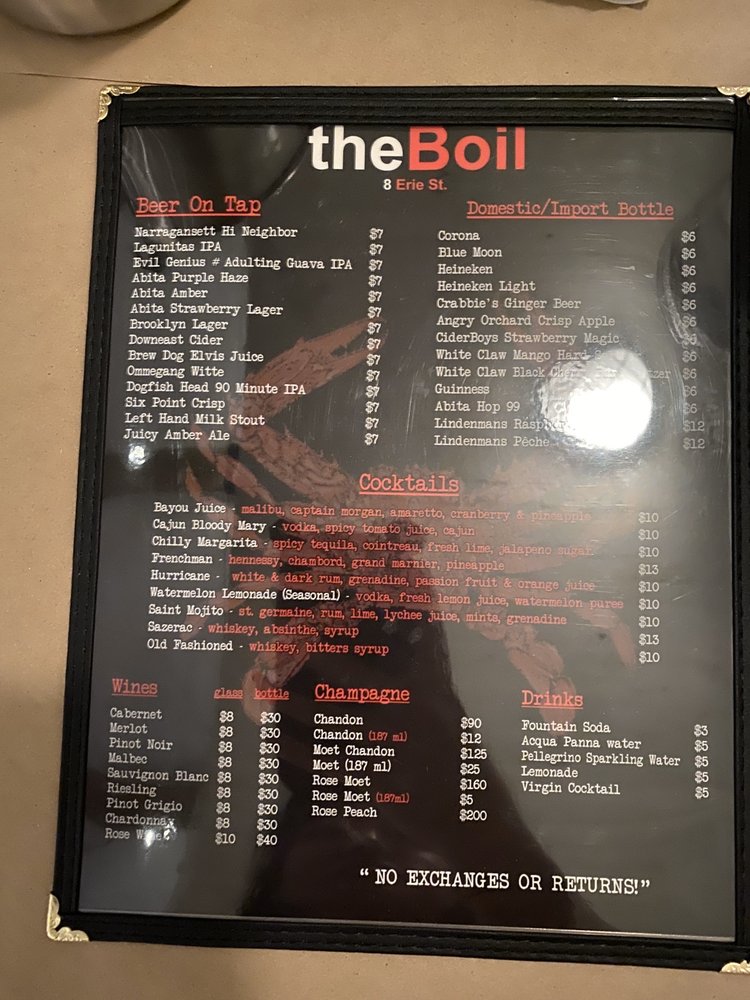 theBoil
8 Erie St.
Beer On Tap
Narragansett Hi Neighbor $7
Lagunitas IPA $7
Evil Genius # Adulting Guava IPA $7
Abita Purple Haze $7
Abita Amber $7
Abita Strawberry Lager $7
Brooklyn Lager $7
Downeast Cider $7
Brew Dog Elvis Juice $7
Ommegang Witte $7
Dogfish Head 90 Minute IPA $7
Six Point Crisp $7
Left Hand Milk Stout $7
Juicy Amber Ale $7
Domestic/Import Bottle
Corona $6
Blue Moon $6
Heineken $6
Heineken Light $6
Crabbie's Ginger Beer $6
Angry Orchard Crisp Apple $6
CiderBoys Strawberry Magic $6
White Claw Mango Hard $6
White Claw Black $6
Guinness $6
Abita Hop 99 $6
Lindenmans $12
Lindenmans Pêche $12
Cocktails
Bayou Juice - malibu, captain morgan, amaretto, cranberry & pineapple $10
Cajun Bloody Mary - vodka, spicy tomato juice, cajun $10
Chilly Margarita - spicy tequila, cointreau, fresh lime, jalapeno sugar $10
Frenchman - hennessy, chambord, grand marnier, pineapple $13
Hurricane - white & dark rum, grenadine, passion fruit & orange juice $10
Watermelon Lemonade (Seasonal) - vodka, fresh lemon juice, watermelon puree $10
Saint Mojito - st. germaine, rum, lime, lychee juice, mints, grenadine $10
Sazerac - whiskey, absinthe, syrup $13
Old Fashioned - whiskey, bitters syrup $10
Wines glass bottle
Cabernet $8 $30
Merlot $8 $30
Pinot Noir $8 $30
Malbec $8 $30
Sauvignon Blanc $8 $30
Riesling $8 $30
Pinot Grigio $8 $30
Chardonnay $8 $30
Rose $10 $40
Champagne
Chandon $90
Chandon (187 ml) $12
Moet Chandon $125
Moet (187 ml) $25
Rose Moet $160
Rose Moet (187ml) $5
Rose Peach $200
Drinks
Fountain Soda $3
Acqua Panna water $5
Pellegrino Sparkling Water $5
Lemonade $5
Virgin Cocktail $5
“ NO EXCHANGES OR RETURNS!”